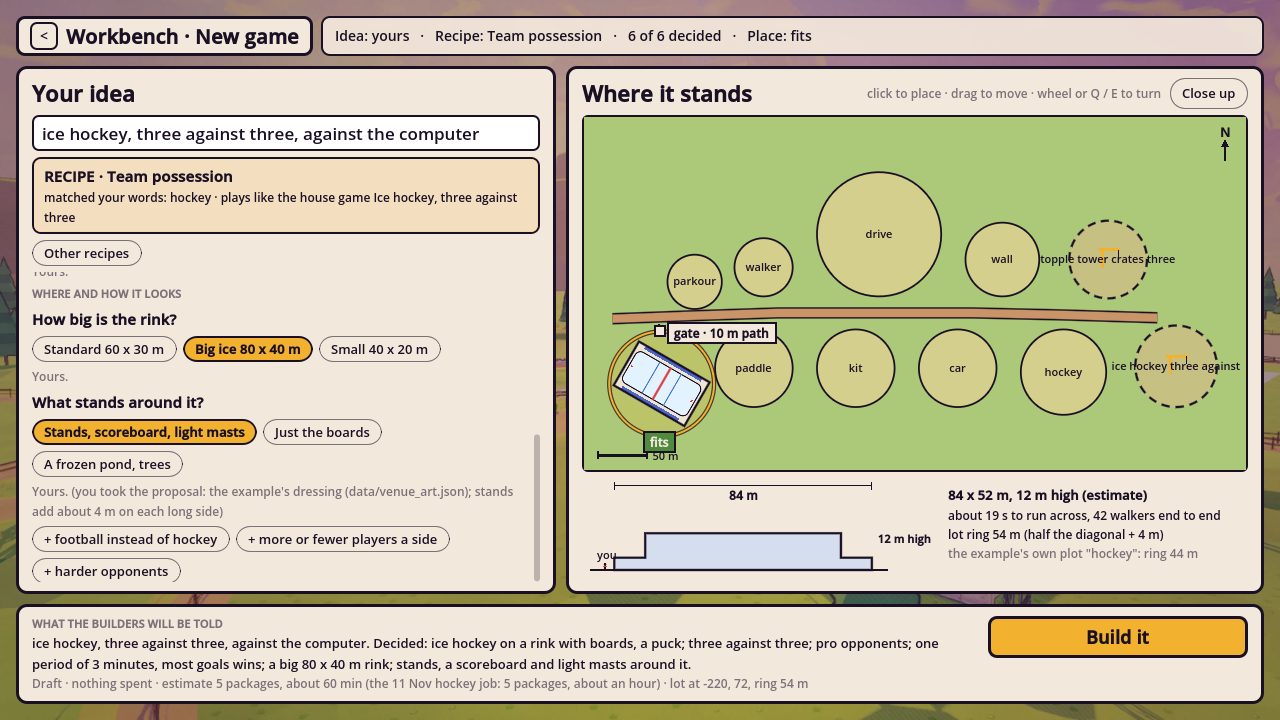 <
Workbench · New game
Idea: yours · Recipe: Team possession · 6 of 6 decided · Place: fits
Your idea
ice hockey, three against three, against the computer
RECIPE · Team possession
matched your words: hockey · plays like the house game Ice hockey, three against
three
Other recipes
Yours.
WHERE AND HOW IT LOOKS
How big is the rink?
Standard 60 x 30 m
Big ice 80 x 40 m
Small 40 x 20 m
Yours.
What stands around it?
Stands, scoreboard, light masts
Just the boards
A frozen pond, trees
Yours. (you took the proposal: the example's dressing (data/venue_art.json); stands
add about 4 m on each long side)
+ football instead of hockey
+ more or fewer players a side
+ harder opponents
Where it stands
click to place · drag to move · wheel or Q / E to turn
Close up
N
drive
wall
topple tower crates three
walker
parkour
gate · 10 m path
paddle
kit
car
hockey
ice hockey three against
fits
50 m
84 m
12 m high
you
84 x 52 m, 12 m high (estimate)
about 19 s to run across, 42 walkers end to end
lot ring 54 m (half the diagonal + 4 m)
the example's own plot "hockey": ring 44 m
WHAT THE BUILDERS WILL BE TOLD
ice hockey, three against three, against the computer. Decided: ice hockey on a rink with boards, a puck; three against three; pro opponents; one
period of 3 minutes, most goals wins; a big 80 x 40 m rink; stands, a scoreboard and light masts around it.
Draft · nothing spent · estimate 5 packages, about 60 min (the 11 Nov hockey job: 5 packages, about an hour) · lot at -220, 72, ring 54 m
Build it